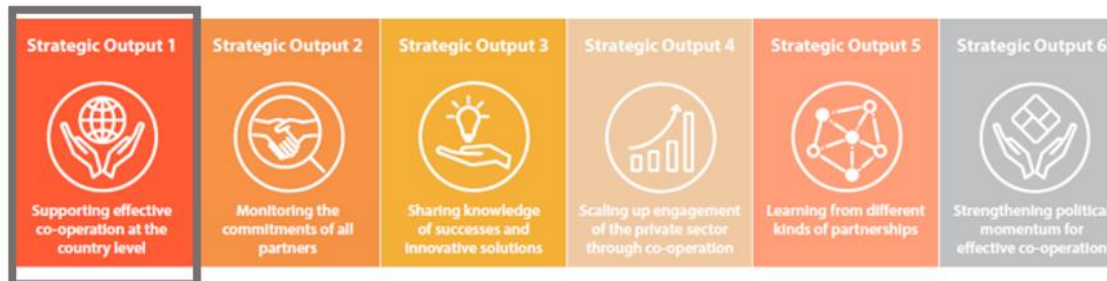 Strategic Output 1
Supporting effective
co-operation at the
country level
Strategic Output 2
Monitoring the
commitments of all
partners
Strategic Output 3
Sharing knowledge
of successes and
innovative solutions
Strategic Output 4
Scaling up engagement
of the private sector
through co-operation
Strategic Output 5
Learning from different
kinds of partnerships
Strategic Output 6
Strengthening political
momentum for
effective co-operation